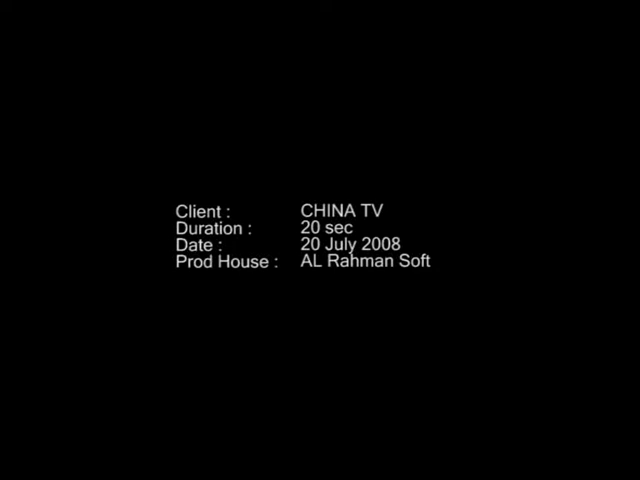 Client : CHINA TV
Duration : 20 sec
Date : 20 July 2008
Prod House : AL Rahman Soft